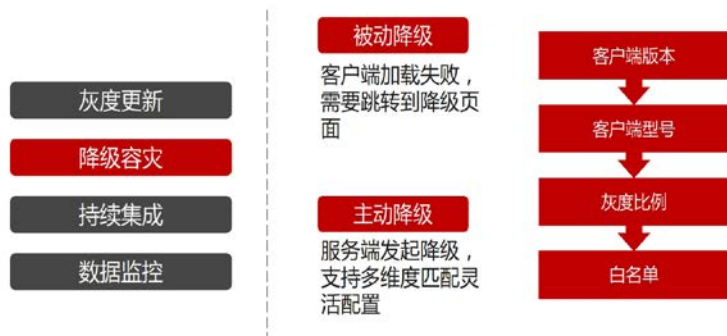 灰度更新
降级容灾
持续集成
数据监控
被动降级
客户端加载失败，
需要跳转到降级页
面
主动降级
服务端发起降级，
支持多维度匹配灵
活配置
客户端版本
客户端型号
灰度比例
白名单